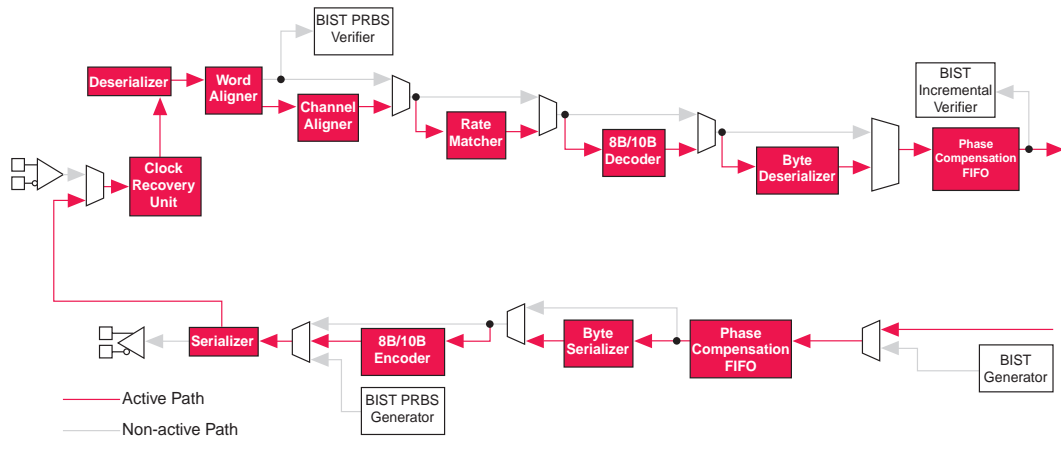 BIST PRBS
Verifier
Deserializer
Word
Aligner
Channel
Aligner
Rate
Matcher
8B/10B
Decoder
Byte
Deserializer
BIST
Incremental
Verifier
Phase
Compensation
FIFO
Clock
Recovery
Unit
Serializer
8B/10B
Encoder
Byte
Serializer
Phase
Compensation
FIFO
BIST
Generator
BIST PRBS
Generator
Active Path
Non-active Path